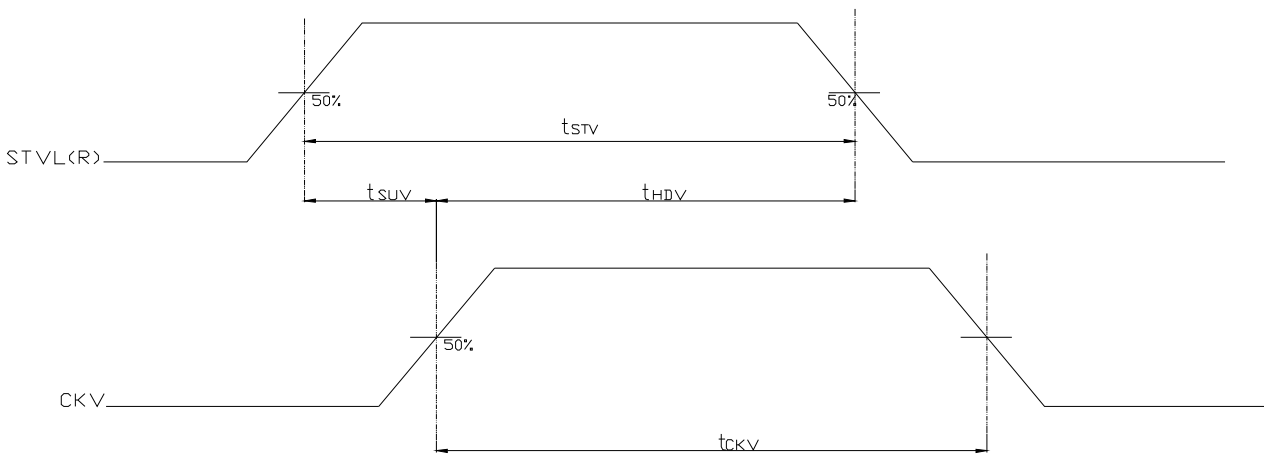 50% 50%
tSTV
STVL(R)
tSUV tHDV
50%
CKV
tCKV